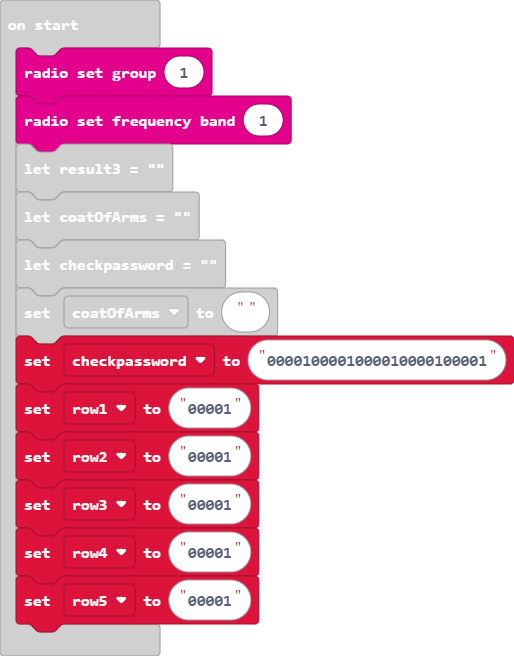 on start
radio set group 1
radio set frequency band 1
let result3 = ""
let coatOfArms = ""
let checkpassword = ""
set coatOfArms to " "
set checkpassword to "0000100001000010000100001"
set row1 to "00001"
set row2 to "00001"
set row3 to "00001"
set row4 to "00001"
set row5 to "00001"